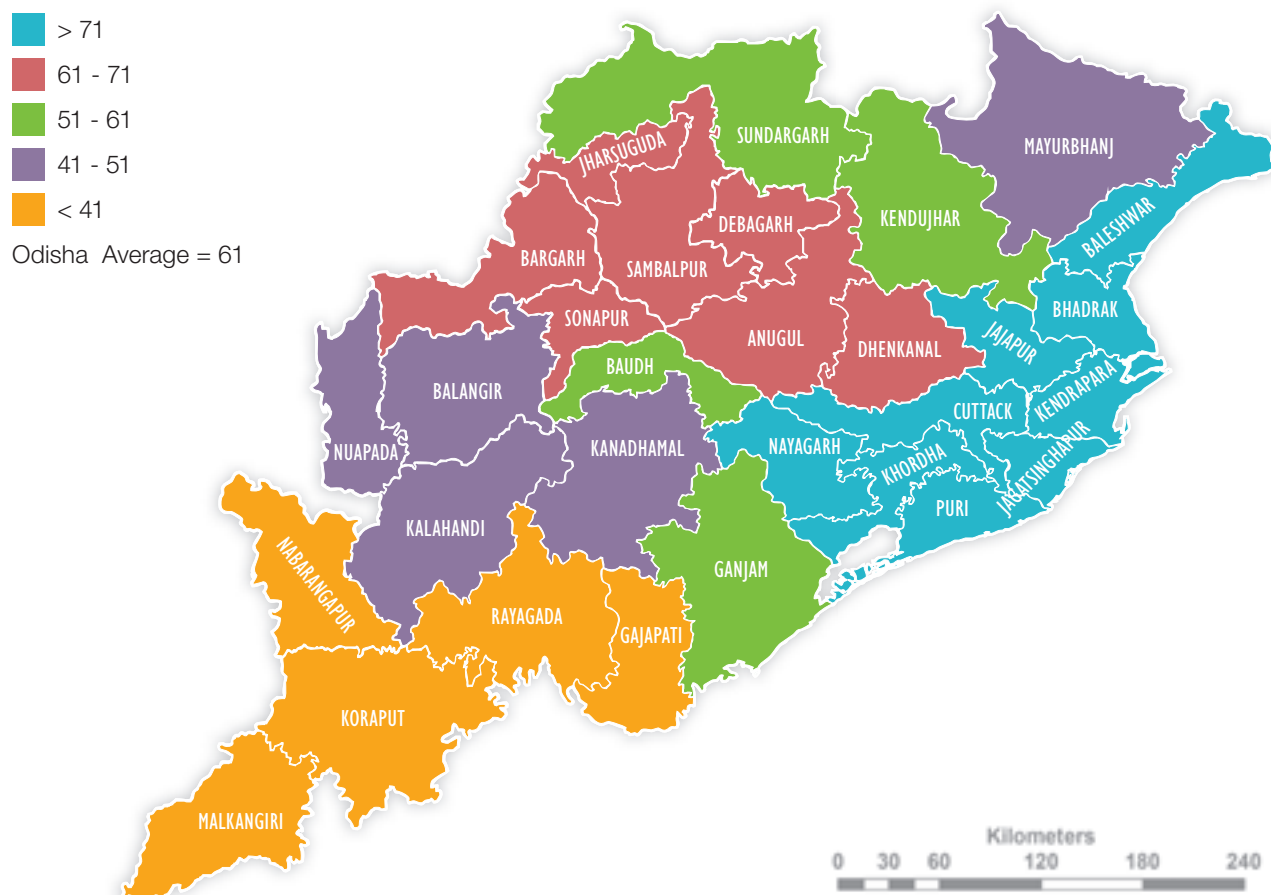 > 71
61 - 71
51 - 61
41 - 51
< 41
Odisha Average = 61
MAYURBHANJ
SUNDARGARH
JHARSUGUDA
KENDUJHAR
BALESHWAR
DEBAGARH
BARGARH
SAMBALPUR
BHADRAK
SONAPUR
ANUGUL
DHENKANAL
JAJAPUR
BAUDH
BALANGIR
KENDRAPARA
CUTTACK
NUAPADA
KANADHAMAL
NAYAGARH
KHORDHA
JAGATSINGHAPUR
PURI
KALAHANDI
NABARANGAPUR
GANJAM
RAYAGADA
GAJAPATI
KORAPUT
MALKANGIRI
Kilometers
0 30 60 120 180 240